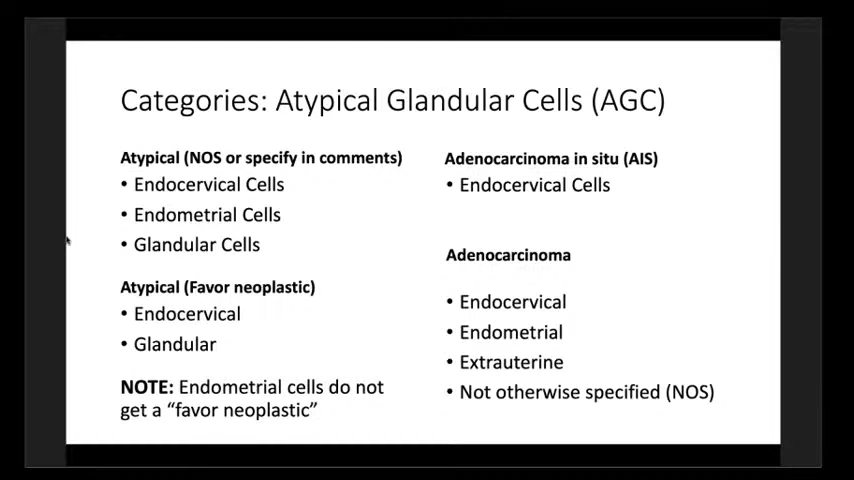 Categories: Atypical Glandular Cells (AGC)
Atypical (NOS or specify in comments)
• Endocervical Cells
• Endometrial Cells
• Glandular Cells
Atypical (Favor neoplastic)
• Endocervical
• Glandular
NOTE: Endometrial cells do not
get a “favor neoplastic”
Adenocarcinoma in situ (AIS)
• Endocervical Cells
Adenocarcinoma
• Endocervical
• Endometrial
• Extrauterine
• Not otherwise specified (NOS)